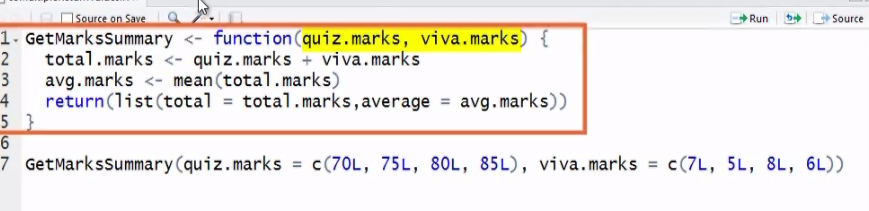 Source on Save
Run
Source
1 GetMarksSummary <- function(quiz.marks, viva.marks) {
2   total.marks <- quiz.marks + viva.marks
3   avg.marks <- mean(total.marks)
4   return(list(total = total.marks,average = avg.marks))
5 }
6
7 GetMarksSummary(quiz.marks = c(70L, 75L, 80L, 85L), viva.marks = c(7L, 5L, 8L, 6L))